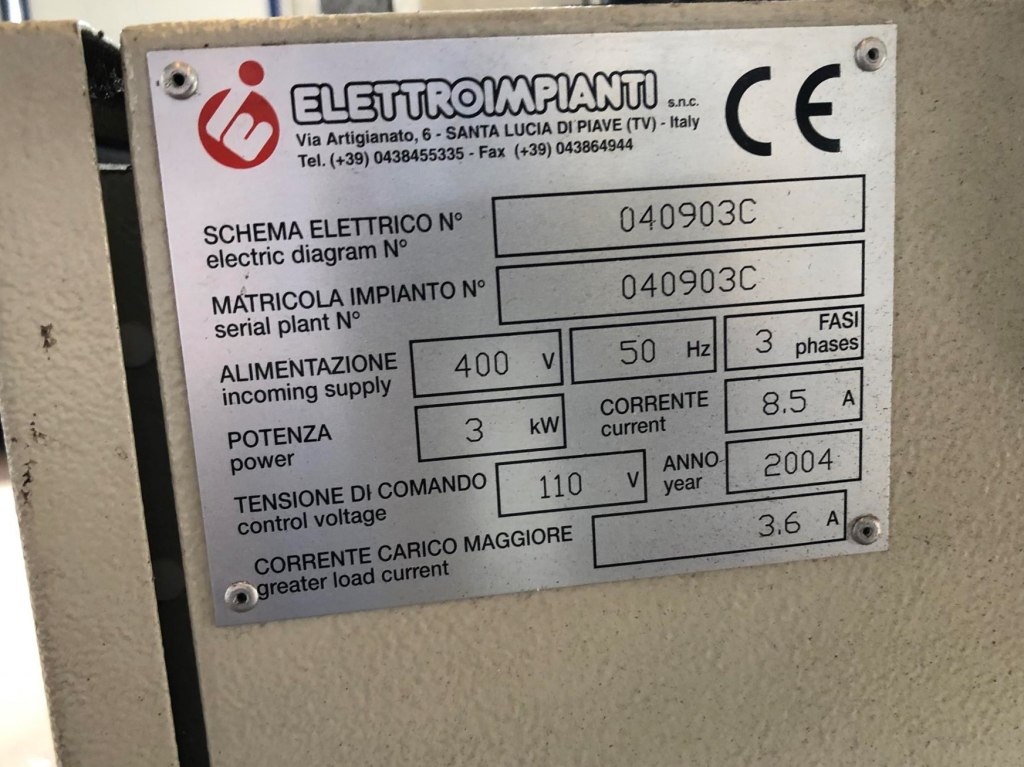 ELETTROIMPIANTI s.n.c.
Via Artigianato, 6 - SANTA LUCIA DI PIAVE (TV) - Italy
Tel. (+39) 0438455335 - Fax (+39) 043864944
CE
SCHEMA ELETTRICO N° 040903C
electric diagram N°
MATRICOLA IMPIANTO N° 040903C
serial plant N°
ALIMENTAZIONE 400 V 50 Hz 3 FASI
incoming supply phases
POTENZA 3 kW CORRENTE 8.5 A
power current
TENSIONE DI COMANDO 110 V ANNO 2004
control voltage year
CORRENTE CARICO MAGGIORE 3.6 A
greater load current